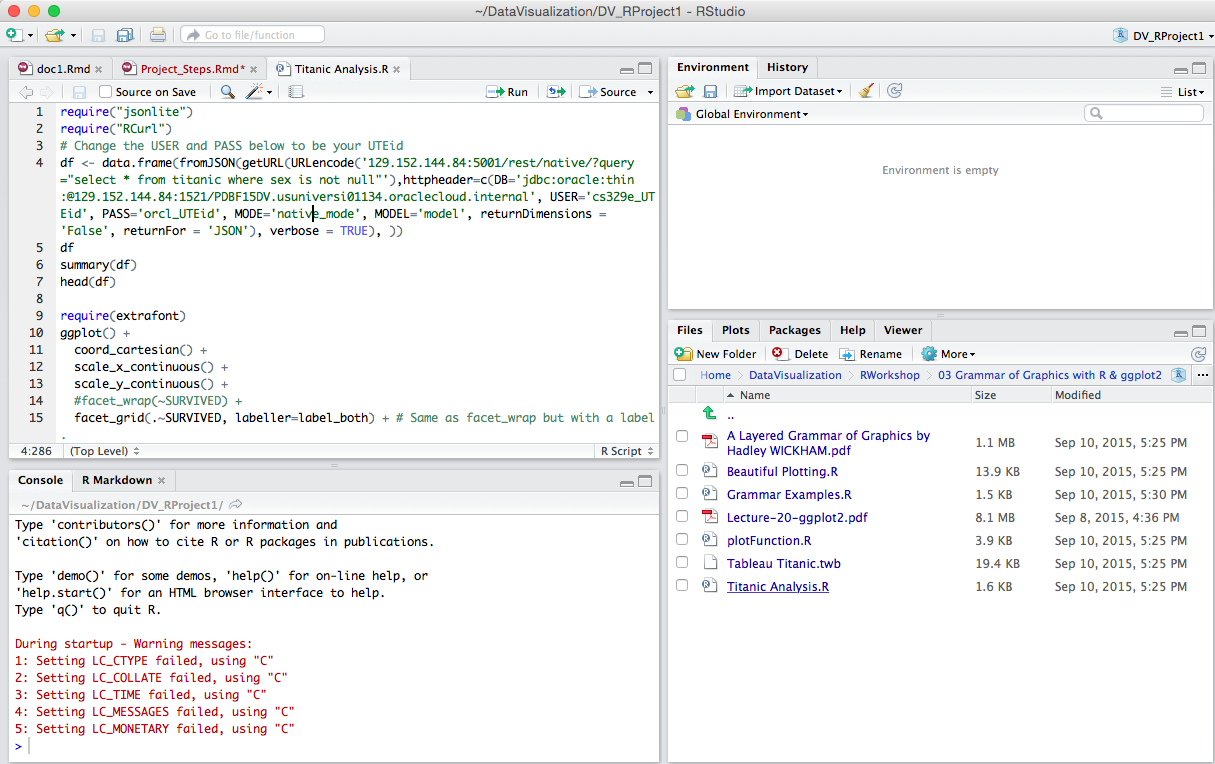 ~/DataVisualization/DV_RProject1 - RStudio
Go to file/function
DV_RProject1
doc1.Rmd
Project_Steps.Rmd*
Titanic Analysis.R
Source on Save
Run
Source
1 require("jsonlite")
2 require("RCurl")
3 # Change the USER and PASS below to be your UTEid
4 df <- data.frame(fromJSON(getURL(URLencode('129.152.144.84:5001/rest/native/?query
="select * from titanic where sex is not null"'),httpheader=c(DB='jdbc:oracle:thin
:@129.152.144.84:1521/PDBF15DV.usuniversi01134.oraclecloud.internal', USER='cs329e_UT
Eid', PASS='orcl_UTEid', MODE='native_mode', MODEL='model', returnDimensions =
'False', returnFor = 'JSON'), verbose = TRUE), ))
5 df
6 summary(df)
7 head(df)
8
9 require(extrafont)
10 ggplot() +
11 coord_cartesian() +
12 scale_x_continuous() +
13 scale_y_continuous() +
14 #facet_wrap(~SURVIVED) +
15 facet_grid(.~SURVIVED, labeller=label_both) + # Same as facet_wrap but with a label
.
4:286 (Top Level) R Script
Console
R Markdown
~/DataVisualization/DV_RProject1/
Type 'contributors()' for more information and
'citation()' on how to cite R or R packages in publications.
Type 'demo()' for some demos, 'help()' for on-line help, or
'help.start()' for an HTML browser interface to help.
Type 'q()' to quit R.
During startup - Warning messages:
1: Setting LC_CTYPE failed, using "C"
2: Setting LC_COLLATE failed, using "C"
3: Setting LC_TIME failed, using "C"
4: Setting LC_MESSAGES failed, using "C"
5: Setting LC_MONETARY failed, using "C"
>
Environment
History
Import Dataset
List
Global Environment
Environment is empty
Files
Plots
Packages
Help
Viewer
New Folder
Delete
Rename
More
Home
DataVisualization
RWorkshop
03 Grammar of Graphics with R & ggplot2
...
Name Size Modified
..
A Layered Grammar of Graphics by
Hadley WICKHAM.pdf 1.1 MB Sep 10, 2015, 5:25 PM
Beautiful Plotting.R 13.9 KB Sep 10, 2015, 5:25 PM
Grammar Examples.R 1.5 KB Sep 10, 2015, 5:30 PM
Lecture-20-ggplot2.pdf 8.1 MB Sep 8, 2015, 4:36 PM
plotFunction.R 3.9 KB Sep 10, 2015, 5:25 PM
Tableau Titanic.twb 19.4 KB Sep 10, 2015, 5:25 PM
Titanic Analysis.R 1.6 KB Sep 10, 2015, 5:25 PM